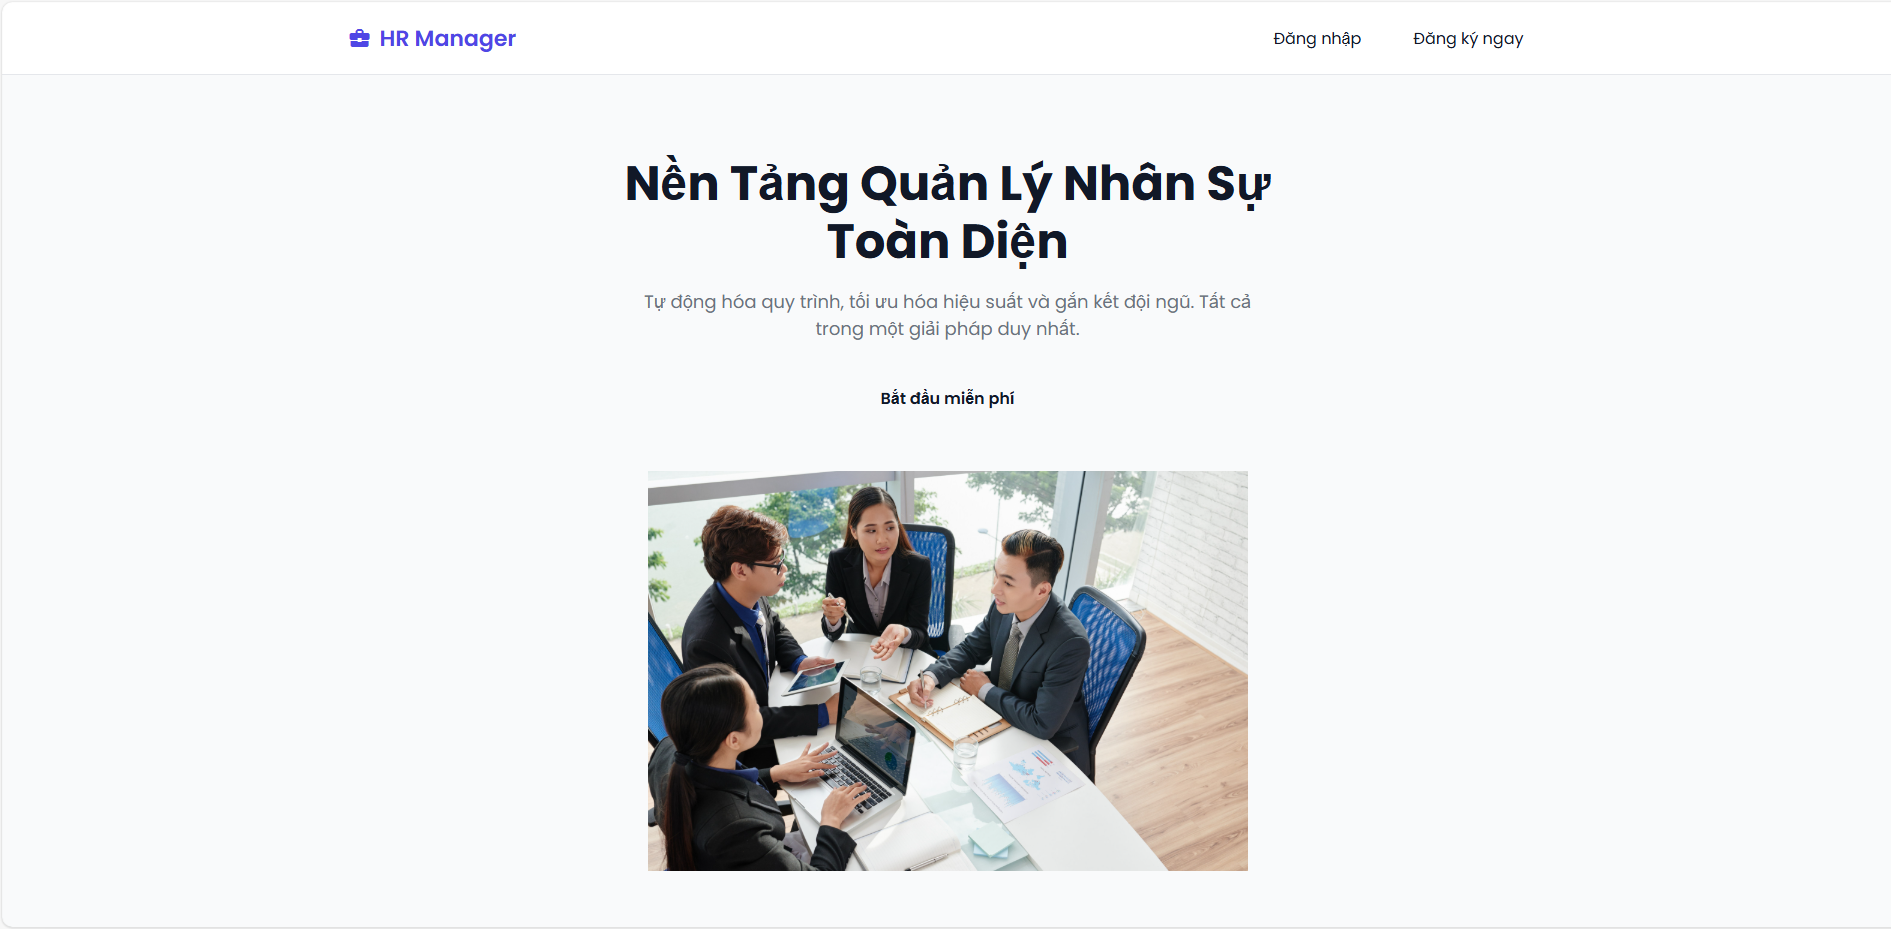 HR Manager
Đăng nhập
Đăng ký ngay
Nền Tảng Quản Lý Nhân Sự
Toàn Diện
Tự động hóa quy trình, tối ưu hóa hiệu suất và gắn kết đội ngũ. Tất cả
trong một giải pháp duy nhất.
Bắt đầu miễn phí